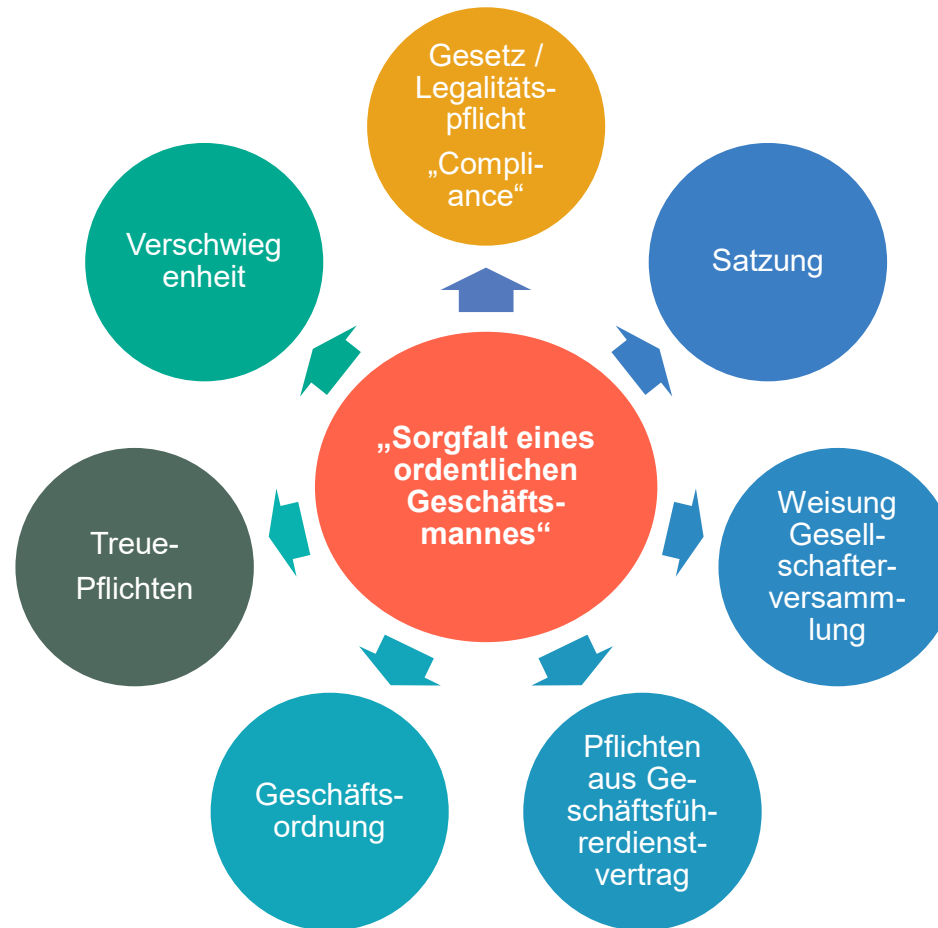 Gesetz /
Legalitäts-
pflicht
„Compli-
ance“
Satzung
Weisung
Gesell-
schafter-
versamm-
lung
Pflichten
aus Ge-
schäftsfüh-
rerdienst-
vertrag
Geschäfts-
ordnung
Treue-
Pflichten
Verschwieg
enheit
„Sorgfalt eines
ordentlichen
Geschäfts-
mannes“